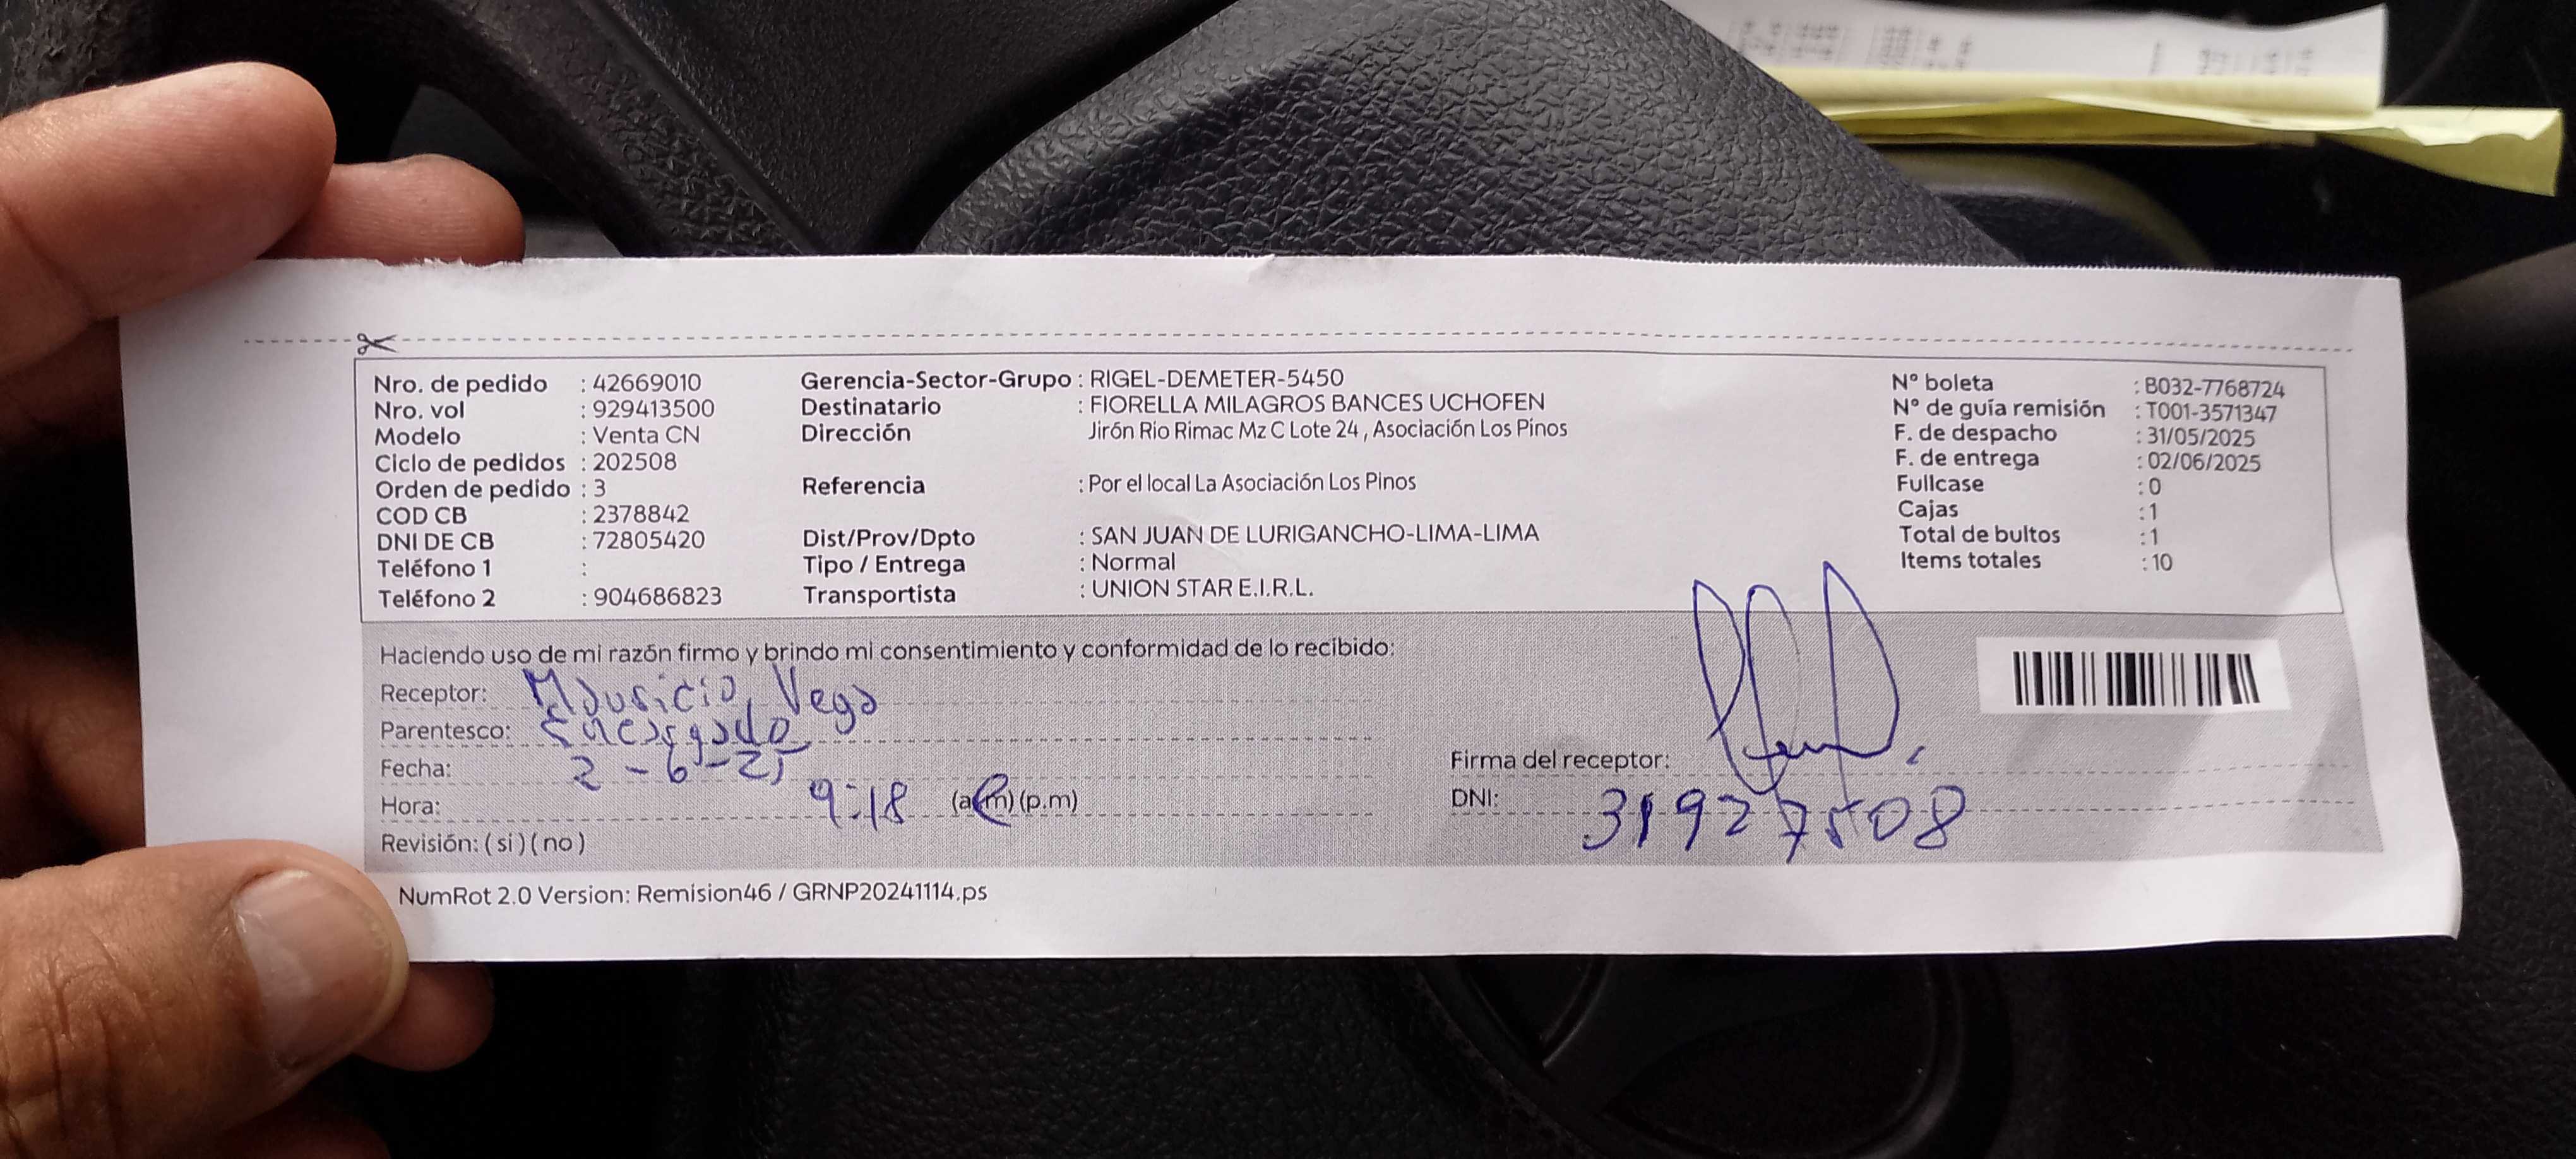 Nro. de pedido : 42669010
Nro. vol : 929413500
Modelo : Venta CN
Ciclo de pedidos : 202508
Orden de pedido : 3
COD CB : 2378842
DNI DE CB : 72805420
Teléfono 1 :
Teléfono 2 : 904686823
Gerencia-Sector-Grupo : RIGEL-DEMETER-5450
Destinatario : FIORELLA MILAGROS BANCES UCHOFEN
Dirección Jirón Rio Rimac Mz C Lote 24 , Asociación Los Pinos
Referencia : Por el local La Asociación Los Pinos
Dist/Prov/Dpto : SAN JUAN DE LURIGANCHO-LIMA-LIMA
Tipo / Entrega : Normal
Transportista : UNION STAR E.I.R.L.
N° boleta : B032-7768724
N° de guía remisión : T001-3571347
F. de despacho : 31/05/2025
F. de entrega : 02/06/2025
Fullcase : 0
Cajas : 1
Total de bultos : 1
Items totales : 10
Haciendo uso de mi razón firmo y brindo mi consentimiento y conformidad de lo recibido:
Receptor: Mauricio Vega
Parentesco: Encargado
Fecha: 2-6-25
Hora: 9:18 (a.m) (p.m)
Revisión: ( si ) ( no )
Firma del receptor:
DNI: 31927508
NumRot 2.0 Version: Remision46 / GRNP20241114.ps